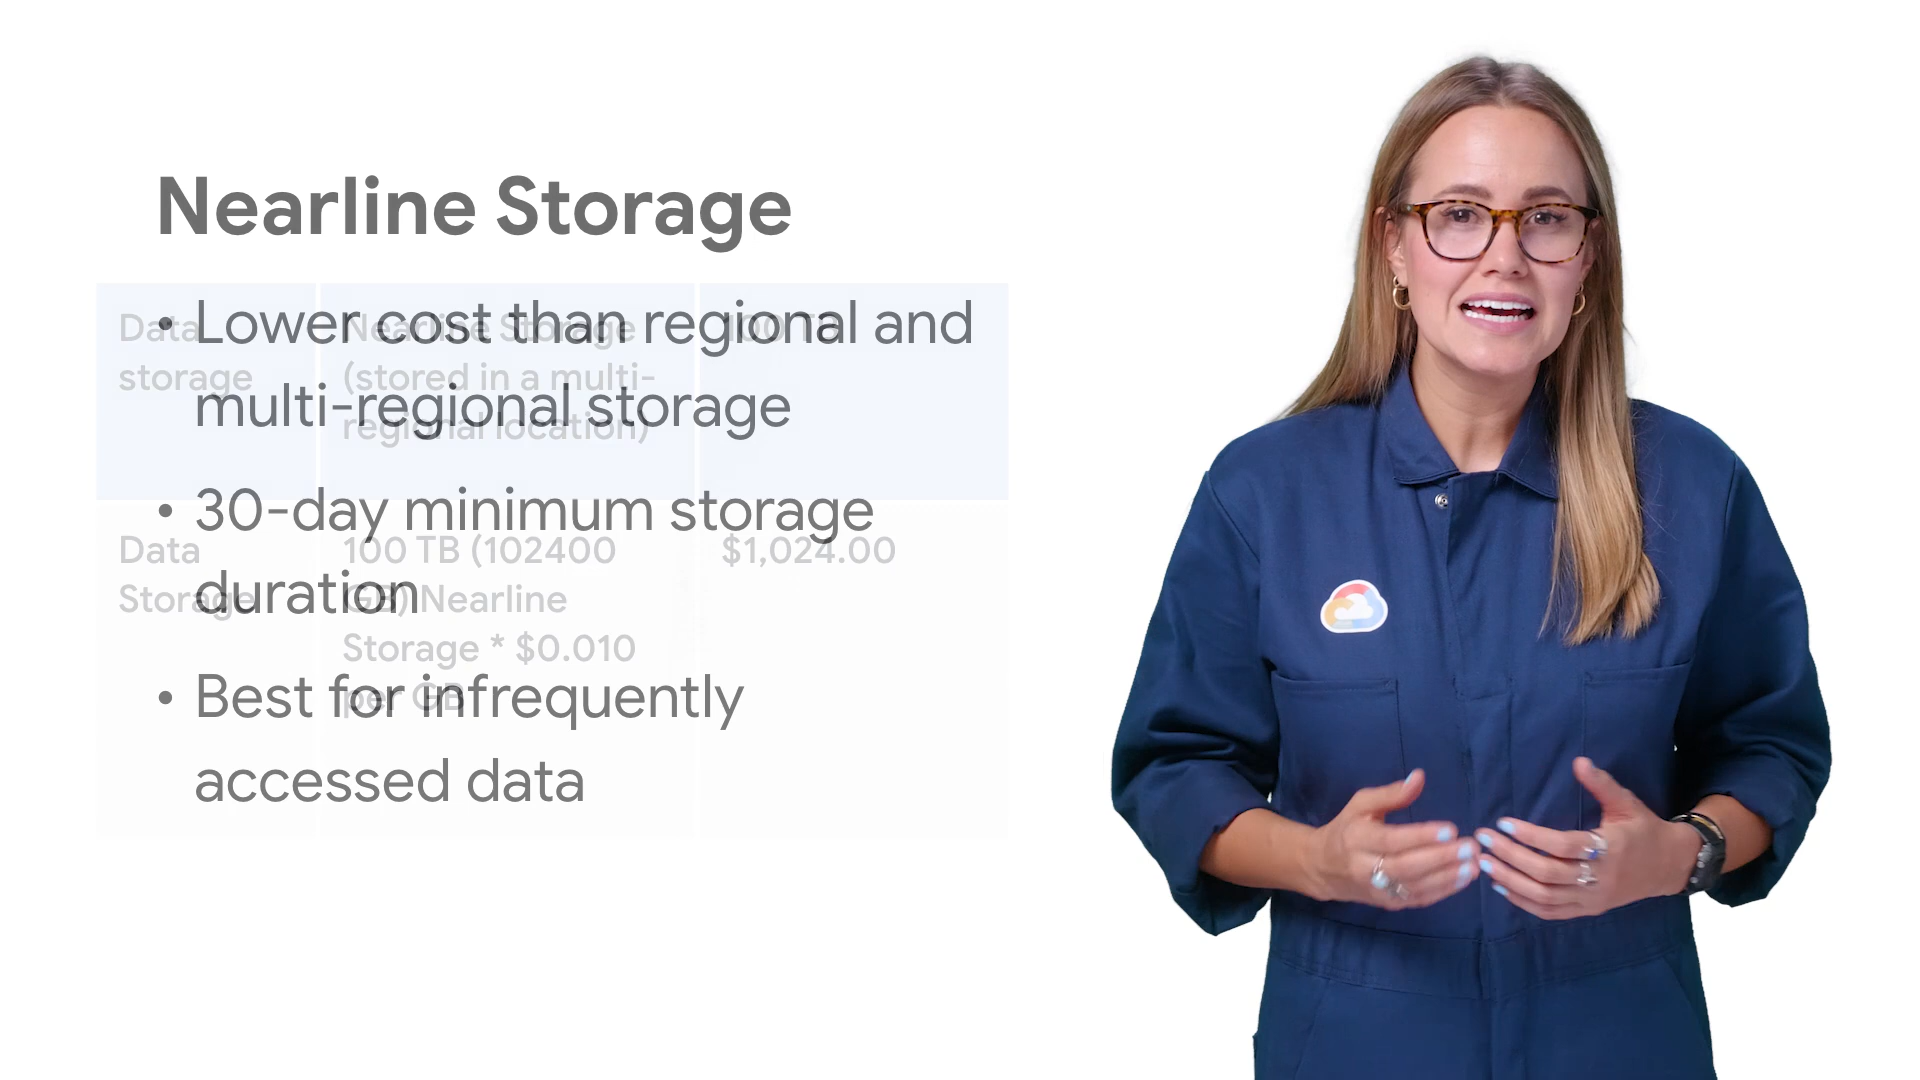 Nearline Storage
• Lower cost than regional and
multi-regional storage
• 30-day minimum storage
duration
• Best for infrequently
accessed data
Data
storage
Nearline Storage
(stored in a multi-
regional location)
100 TB
Data
Storage
100 TB (102400
GB) Nearline
Storage * $0.010
per GB
$1,024.00